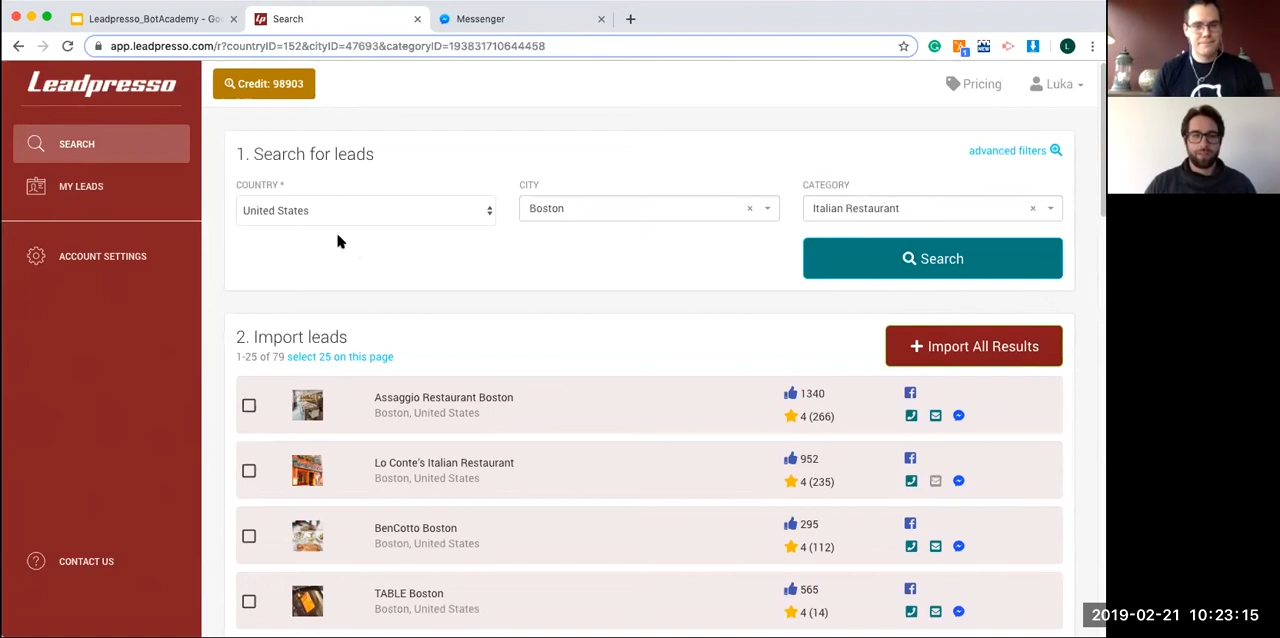 Leadpresso_BotAcademy - Go
Search
Messenger
app.leadpresso.com/r?countryID=152&cityID=47693&categoryID=193831710644458
1
L
Leadpresso
Credit: 98903
Pricing
Luka
SEARCH
MY LEADS
ACCOUNT SETTINGS
CONTACT US
1. Search for leads
advanced filters
COUNTRY *
CITY
CATEGORY
United States
Boston
Italian Restaurant
Search
2. Import leads
1-25 of 79 select 25 on this page
Import All Results
Assaggio Restaurant Boston
Boston, United States
1340
4 (266)
Lo Conte's Italian Restaurant
Boston, United States
952
4 (235)
BenCotto Boston
Boston, United States
295
4 (112)
TABLE Boston
Boston, United States
565
4 (14)
2019-02-21 10:23:15